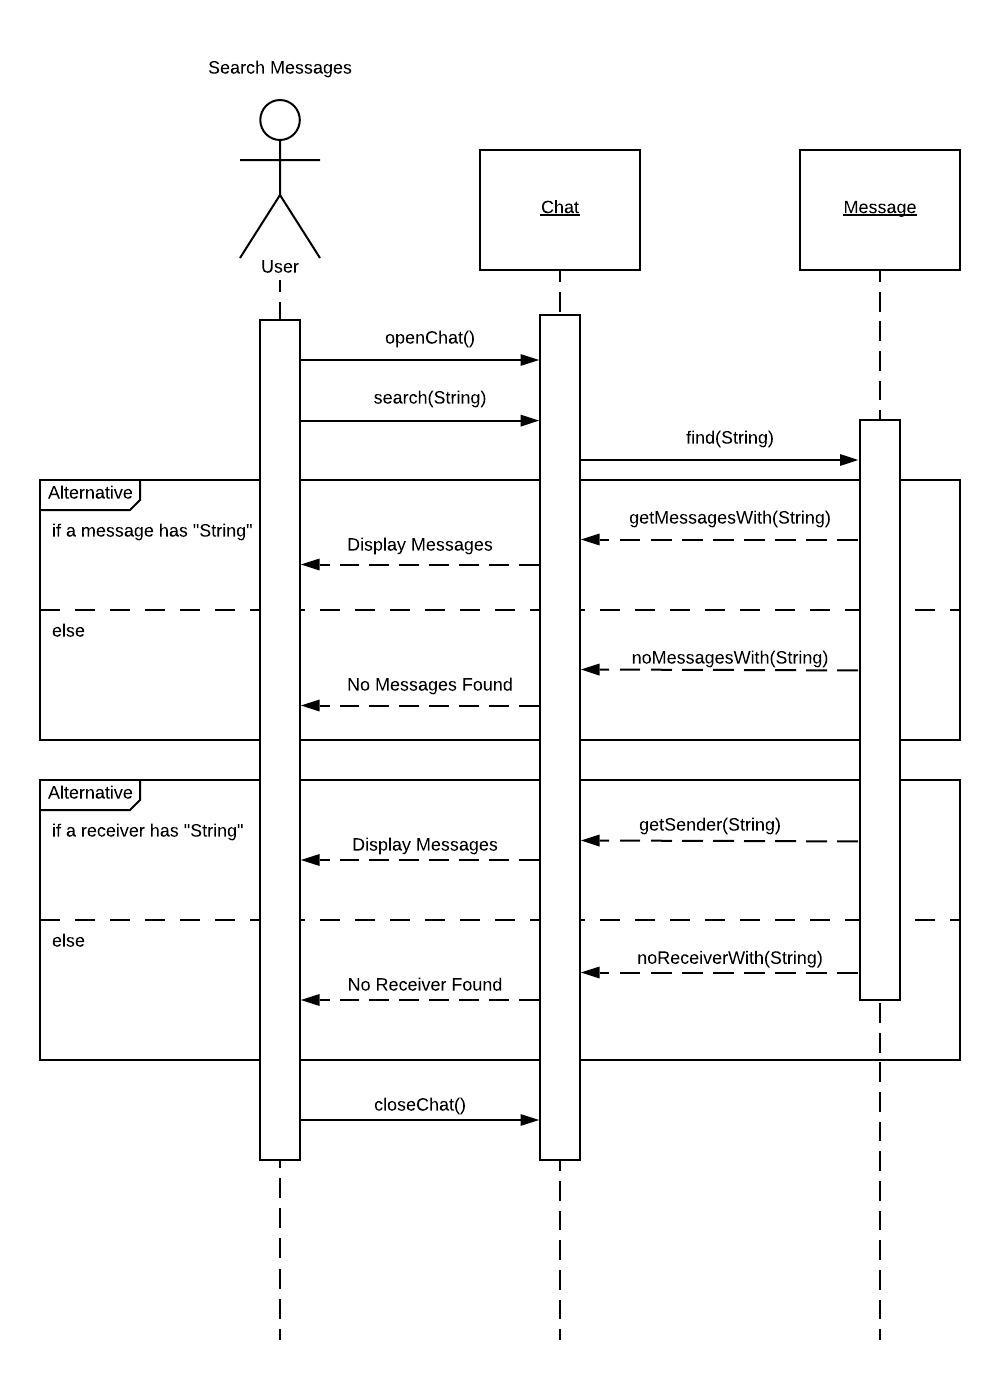 Search Messages
User
Chat
Message
openChat()
search(String)
find(String)
Alternative
if a message has "String"
getMessagesWith(String)
Display Messages
else
noMessagesWith(String)
No Messages Found
Alternative
if a receiver has "String"
getSender(String)
Display Messages
else
noReceiverWith(String)
No Receiver Found
closeChat()